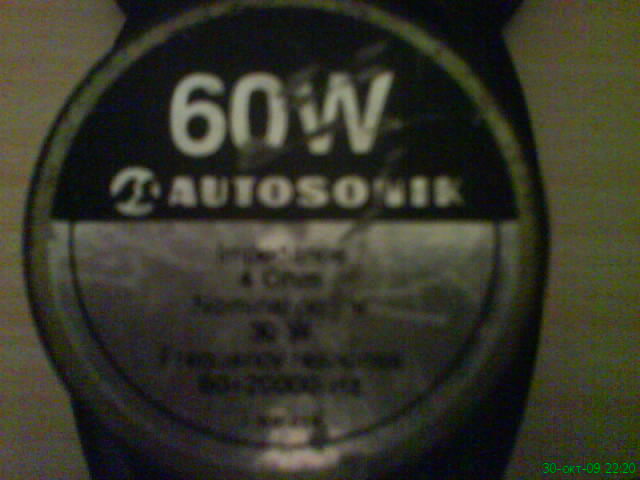 60W
AUTOSONIK
Impedance
4 Ohm
Nominal power
30 W
Frequency response
60-20000 Hz
30-окт-09 22:20